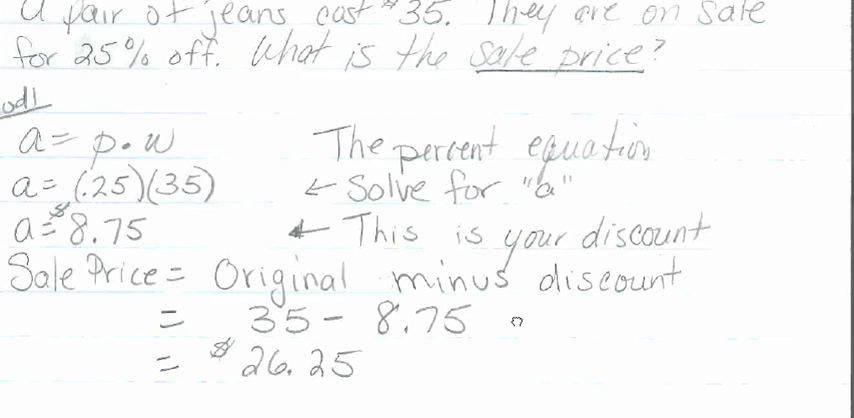 a pair of jeans cost $35. They are on sale
for 25% off. What is the sale price?
a = p•w The percent equation
a = (.25)(35) ← Solve for "a"
a = $8.75 ← This is your discount
Sale Price = Original minus discount
= 35 - 8.75
= $26.25